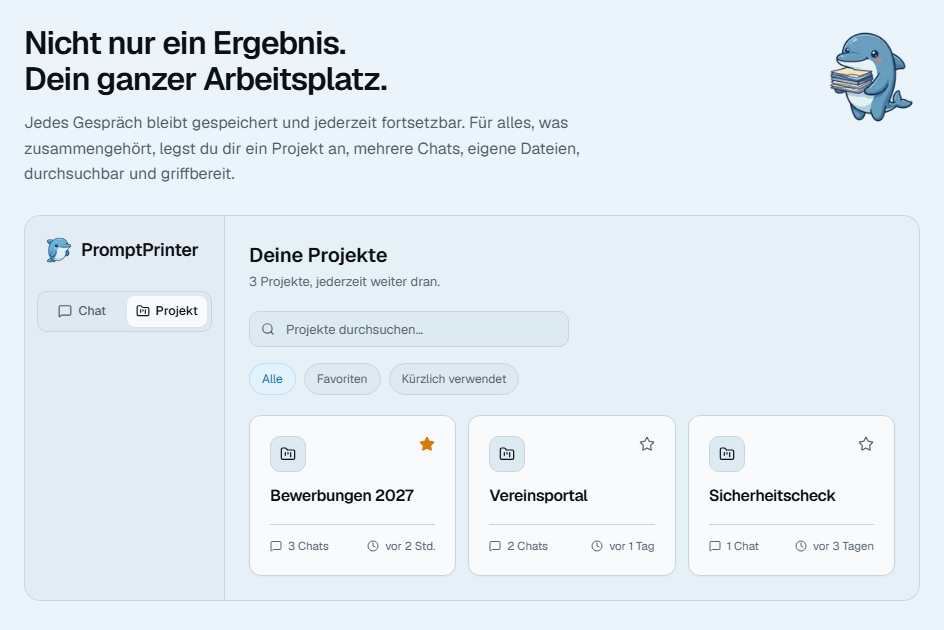 Nicht nur ein Ergebnis.
Dein ganzer Arbeitsplatz.
Jedes Gespräch bleibt gespeichert und jederzeit fortsetzbar. Für alles, was
zusammengehört, legst du dir ein Projekt an, mehrere Chats, eigene Dateien,
durchsuchbar und griffbereit.
PromptPrinter
Chat
Projekt
Deine Projekte
3 Projekte, jederzeit weiter dran.
Projekte durchsuchen...
Alle
Favoriten
Kürzlich verwendet
Bewerbungen 2027
3 Chats
vor 2 Std.
Vereinsportal
2 Chats
vor 1 Tag
Sicherheitscheck
1 Chat
vor 3 Tagen